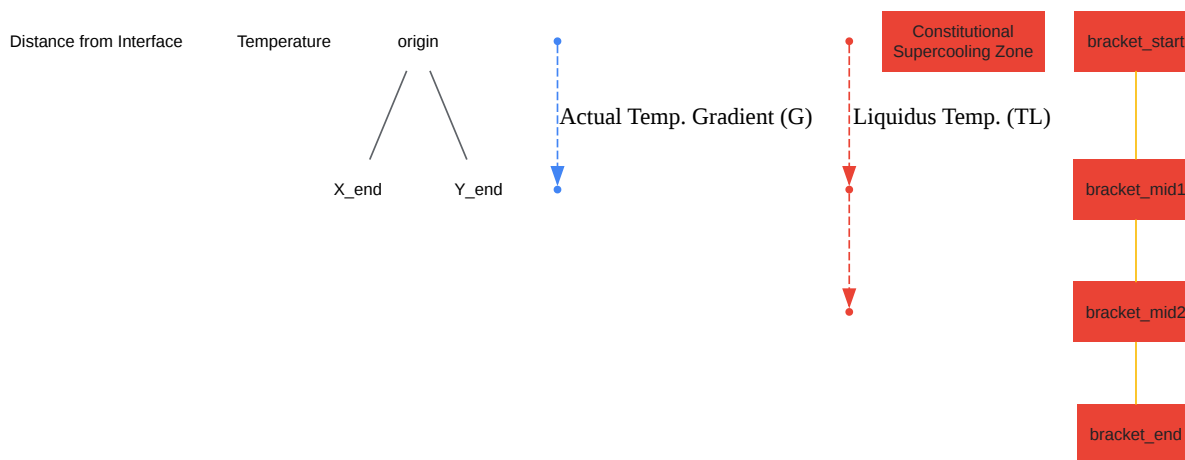 Distance from Interface
Temperature
origin
Constitutional
Supercooling Zone
bracket_start
Actual Temp. Gradient (G)
Liquidus Temp. (TL)
X_end
Y_end
bracket_mid1
bracket_mid2
bracket_end